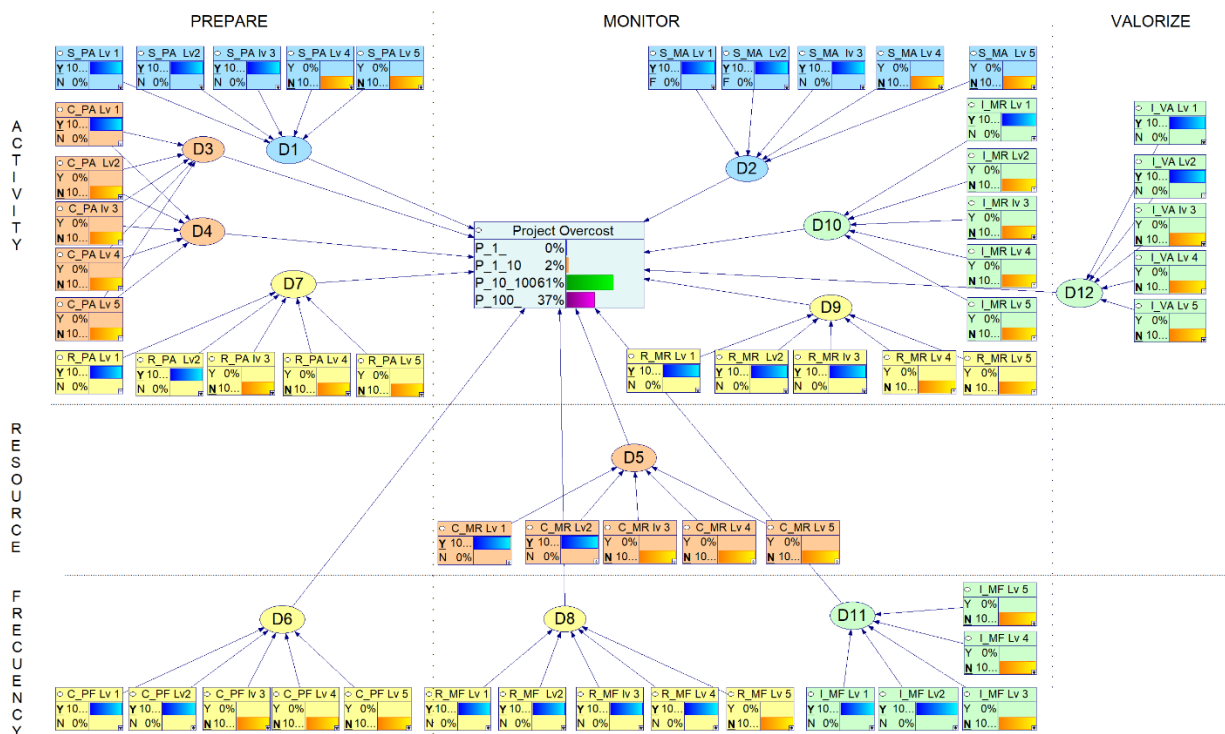 PREPARE
MONITOR
VALORIZE
ACTIVITY
RESOURCE
FRECUENCY
S_PA Lv 1
Y 10...
N 0%
S_PA Lv2
Y 10...
N 0%
S_PA lv 3
Y 10...
N 0%
S_PA Lv 4
Y 0%
N 10...
S_PA Lv 5
Y 0%
N 10...
S_MA Lv 1
Y 10...
F 0%
S_MA Lv2
Y 10...
F 0%
S_MA lv 3
Y 10...
N 0%
S_MA Lv 4
Y 0%
N 10...
S_MA Lv 5
Y 0%
N 10...
C_PA Lv 1
Y 10...
N 0%
C_PA Lv2
Y 0%
N 10...
C_PA lv 3
Y 0%
N 10...
C_PA Lv 4
Y 0%
N 10...
C_PA Lv 5
Y 0%
N 10...
D3
D1
D4
D7
D2
D10
D9
D12
Project Overcost
P_1_ 0%
P_1_10 2%
P_10_100 61%
P_100_ 37%
I_MR Lv 1
Y 10...
N 0%
I_MR Lv2
Y 0%
N 10...
I_MR lv 3
Y 0%
N 10...
I_MR Lv 4
Y 0%
N 10...
I_MR Lv 5
Y 0%
N 10...
I_VA Lv 1
Y 10...
N 0%
I_VA Lv2
Y 10...
N 0%
I_VA lv 3
Y 0%
N 10...
I_VA Lv 4
Y 0%
N 10...
I_VA Lv 5
Y 0%
N 10...
R_PA Lv 1
Y 10...
N 0%
R_PA Lv2
Y 10...
N 0%
R_PA lv 3
Y 0%
N 10...
R_PA Lv 4
Y 0%
N 10...
R_PA Lv 5
Y 0%
N 10...
R_MR Lv 1
Y 10...
N 0%
R_MR Lv2
Y 10...
N 0%
R_MR lv 3
Y 10...
N 0%
R_MR Lv 4
Y 0%
N 10...
R_MR Lv 5
Y 0%
N 10...
D5
C_MR Lv 1
Y 10...
N 0%
C_MR Lv2
Y 10...
N 0%
C_MR lv 3
Y 0%
N 10...
C_MR Lv 4
Y 0%
N 10...
C_MR Lv 5
Y 0%
N 10...
D6
D8
D11
I_MF Lv 5
Y 0%
N 10...
I_MF Lv 4
Y 0%
N 10...
C_PF Lv 1
Y 10...
N 0%
C_PF Lv2
Y 10...
N 0%
C_PF lv 3
Y 0%
N 10...
C_PF Lv 4
Y 0%
N 10...
C_PF Lv 5
Y 0%
N 10...
R_MF Lv 1
Y 10...
N 0%
R_MF Lv2
Y 10...
N 0%
R_MF lv 3
Y 10...
N 0%
R_MF Lv 4
Y 10...
N 0%
R_MF Lv 5
Y 0%
N 10...
I_MF Lv 1
Y 10...
N 0%
I_MF Lv2
Y 10...
N 0%
I_MF lv 3
Y 10...
N 0%